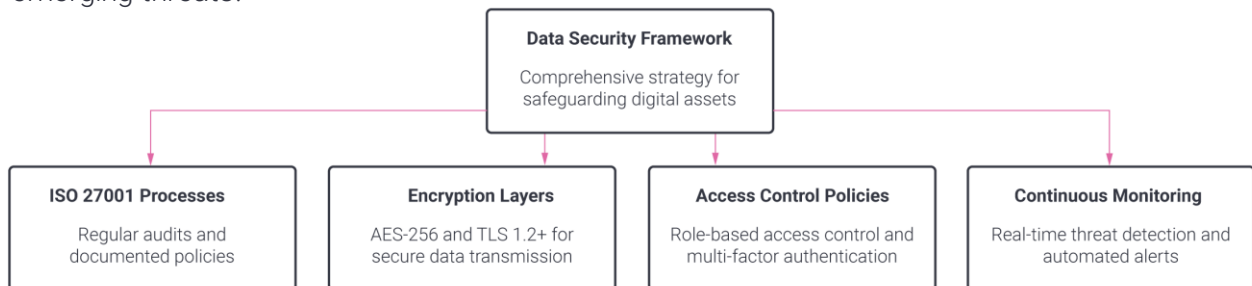 emerging threats.
Data Security Framework
Comprehensive strategy for
safeguarding digital assets
ISO 27001 Processes
Regular audits and
documented policies
Encryption Layers
AES-256 and TLS 1.2+ for
secure data transmission
Access Control Policies
Role-based access control and
multi-factor authentication
Continuous Monitoring
Real-time threat detection and
automated alerts